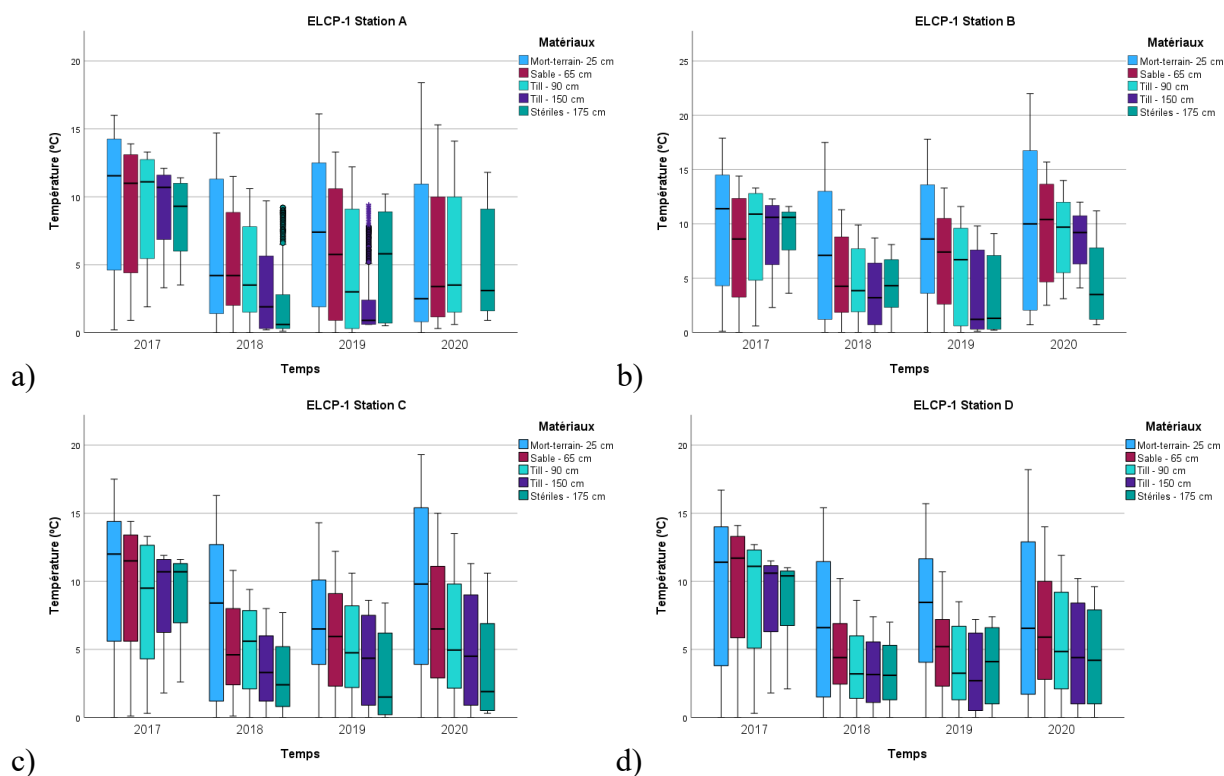 ELCP-1 Station A
Matériaux
Mort-terrain- 25 cm
Sable - 65 cm
Till - 90 cm
Till - 150 cm
Stériles - 175 cm
Température (ºC)
20
15
10
5
0
2017 2018 2019 2020
Temps
a)
ELCP-1 Station B
Matériaux
Mort-terrain- 25 cm
Sable - 65 cm
Till - 90 cm
Till - 150 cm
Stériles - 175 cm
Température (ºC)
25
20
15
10
5
0
2017 2018 2019 2020
Temps
b)
ELCP-1 Station C
Matériaux
Mort-terrain- 25 cm
Sable - 65 cm
Till - 90 cm
Till - 150 cm
Stériles - 175 cm
Température (ºC)
20
15
10
5
0
2017 2018 2019 2020
Temps
c)
ELCP-1 Station D
Matériaux
Mort-terrain- 25 cm
Sable - 65 cm
Till - 90 cm
Till - 150 cm
Stériles - 175 cm
Température (ºC)
20
15
10
5
0
2017 2018 2019 2020
Temps
d)